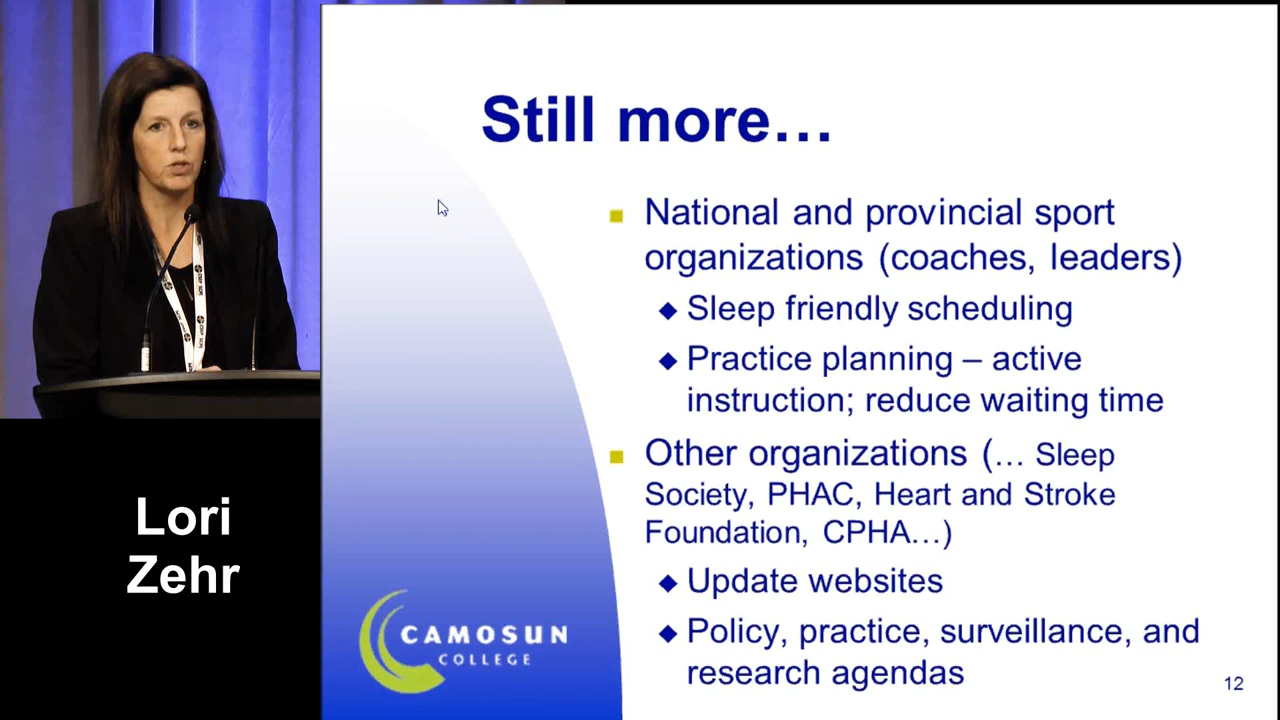 Still more…
National and provincial sport
organizations (coaches, leaders)
Sleep friendly scheduling
Practice planning – active
instruction; reduce waiting time
Other organizations (… Sleep
Society, PHAC, Heart and Stroke
Foundation, CPHA…)
Update websites
Policy, practice, surveillance, and
research agendas
12
CAMOSUN
COLLEGE
Lori
Zehr